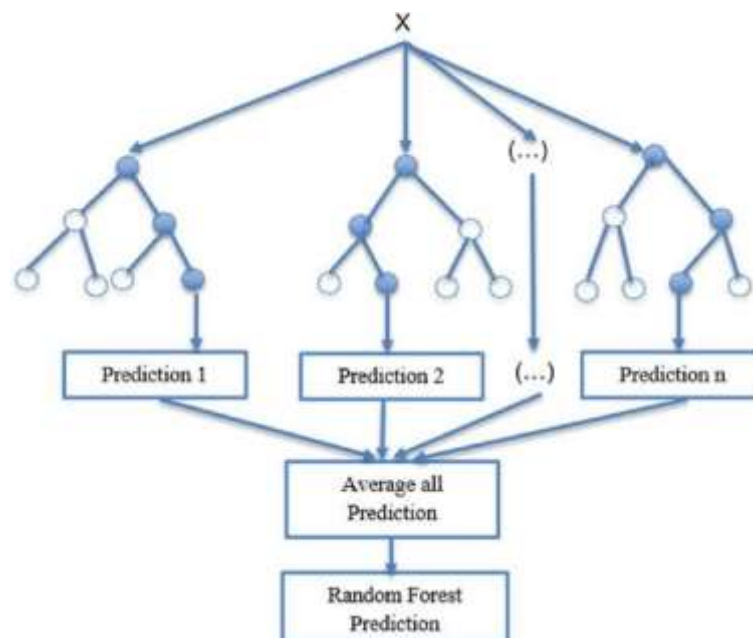 X
(...)
Prediction 1
Prediction 2
(...)
Prediction n
Average all
Prediction
Random Forest
Prediction